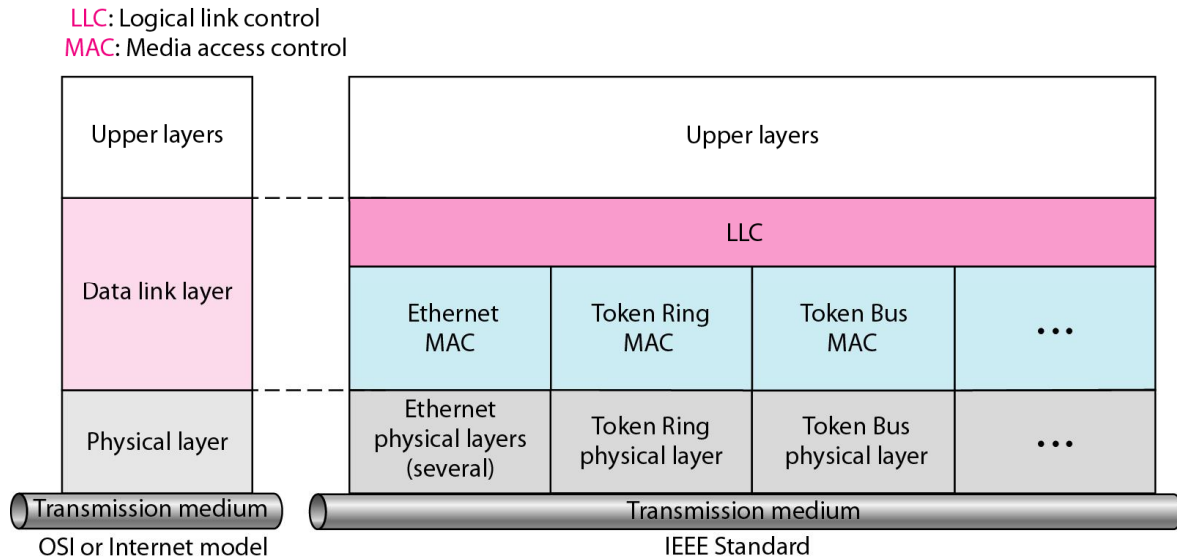 LLC: Logical link control
MAC: Media access control
Upper layers
Upper layers
LLC
Data link layer
Ethernet
MAC
Token Ring
MAC
Token Bus
MAC
...
Physical layer
Ethernet
physical layers
(several)
Token Ring
physical layer
Token Bus
physical layer
...
Transmission medium
Transmission medium
OSI or Internet model
IEEE Standard